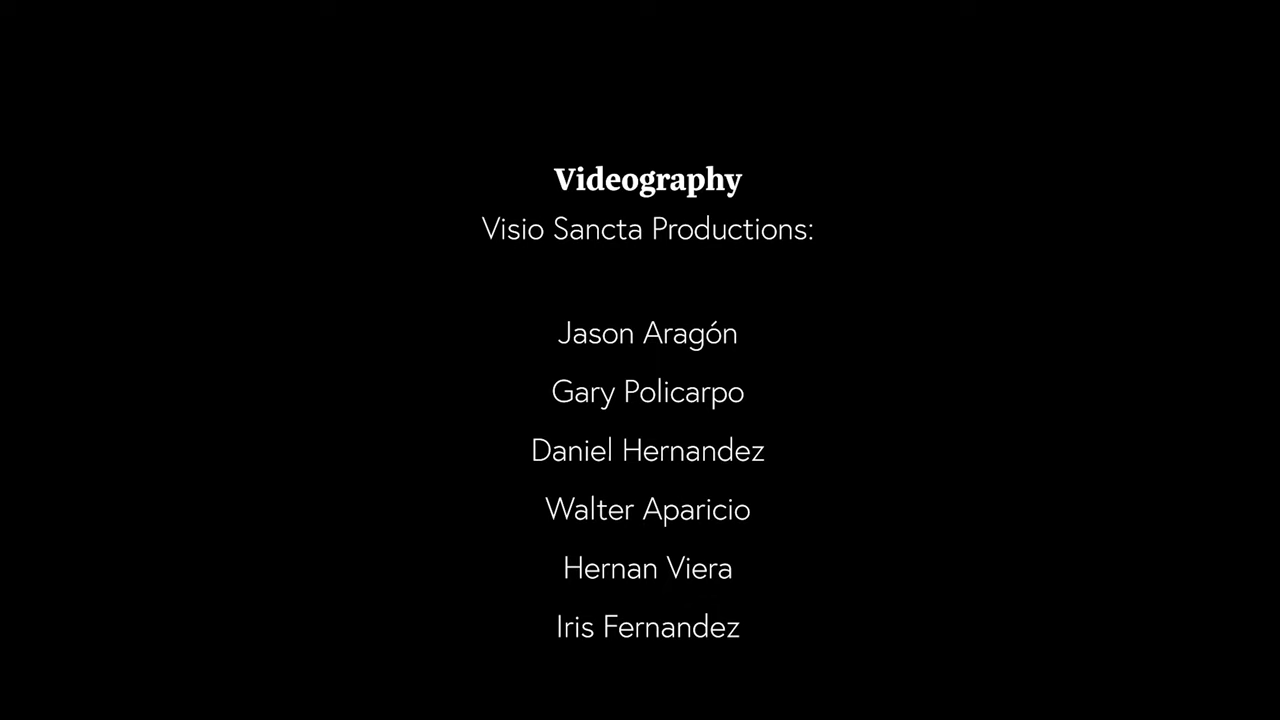 Videography
Visio Sancta Productions:
Jason Aragón
Gary Policarpo
Daniel Hernandez
Walter Aparicio
Hernan Viera
Iris Fernandez